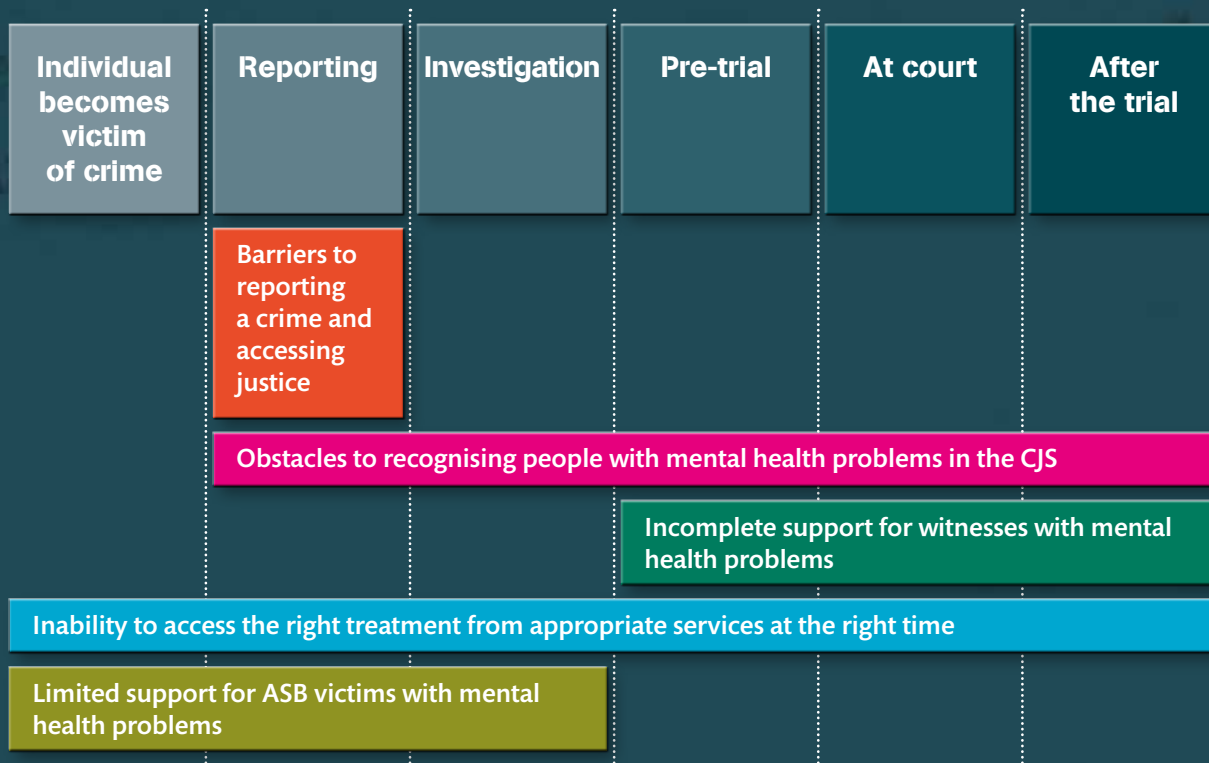 Individual
becomes
victim
of crime
Reporting
Investigation
Pre-trial
At court
After
the trial
Barriers to
reporting
a crime and
accessing
justice
Obstacles to recognising people with mental health problems in the CJS
Incomplete support for witnesses with mental
health problems
Inability to access the right treatment from appropriate services at the right time
Limited support for ASB victims with mental
health problems